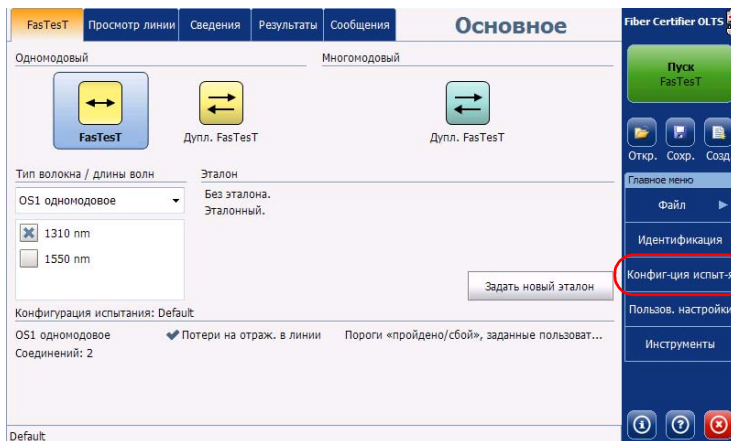 FasTesT
Просмотр линии
Сведения
Результаты
Сообщения
Основное
Fiber Certifier OLTS
Одномодовый
Многомодовый
FasTesT
Дупл. FasTesT
Дупл. FasTesT
Пуск
FasTesT
Откр.
Сохр.
Созд
Тип волокна / длины волн
Эталон
OS1 одномодовое
Без эталона.
Эталонный.
1310 nm
1550 nm
Задать новый эталон
Главное меню
Файл
Идентификация
Конфиг-ция испыт-я
Пользов. настройки
Инструменты
Конфигурация испытания: Default
OS1 одномодовое
Потери на отраж. в линии
Пороги «пройдено/сбой», заданные пользоват...
Соединений: 2
Default